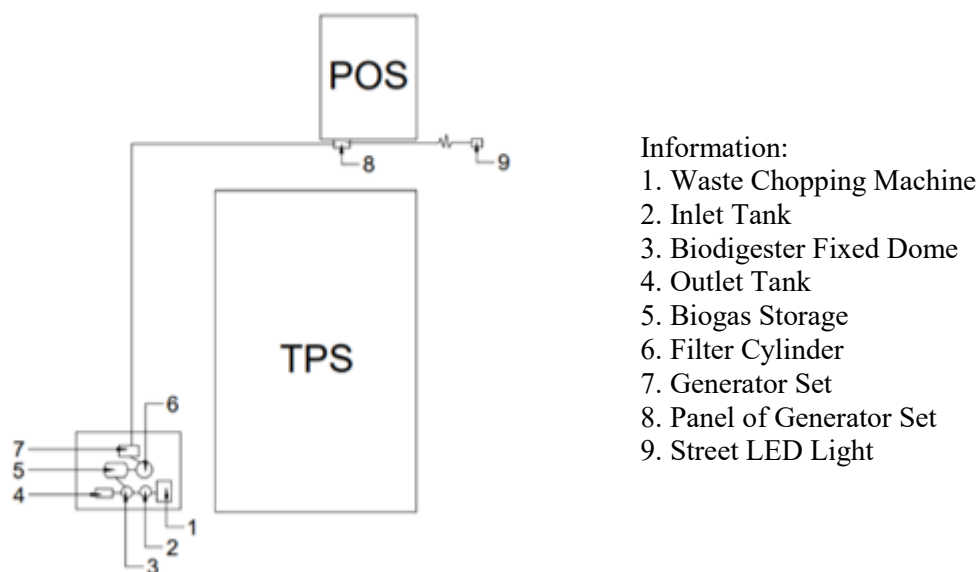 POS
8
9
TPS
6
7
5
4
1
2
3
Information:
1. Waste Chopping Machine
2. Inlet Tank
3. Biodigester Fixed Dome
4. Outlet Tank
5. Biogas Storage
6. Filter Cylinder
7. Generator Set
8. Panel of Generator Set
9. Street LED Light